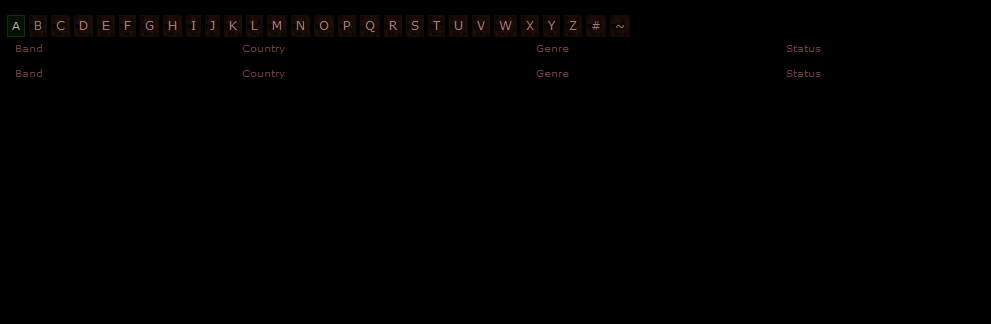 A B C D E F G H I J K L M N O P Q R S T U V W X Y Z # ~
Band Country Genre Status
Band Country Genre Status